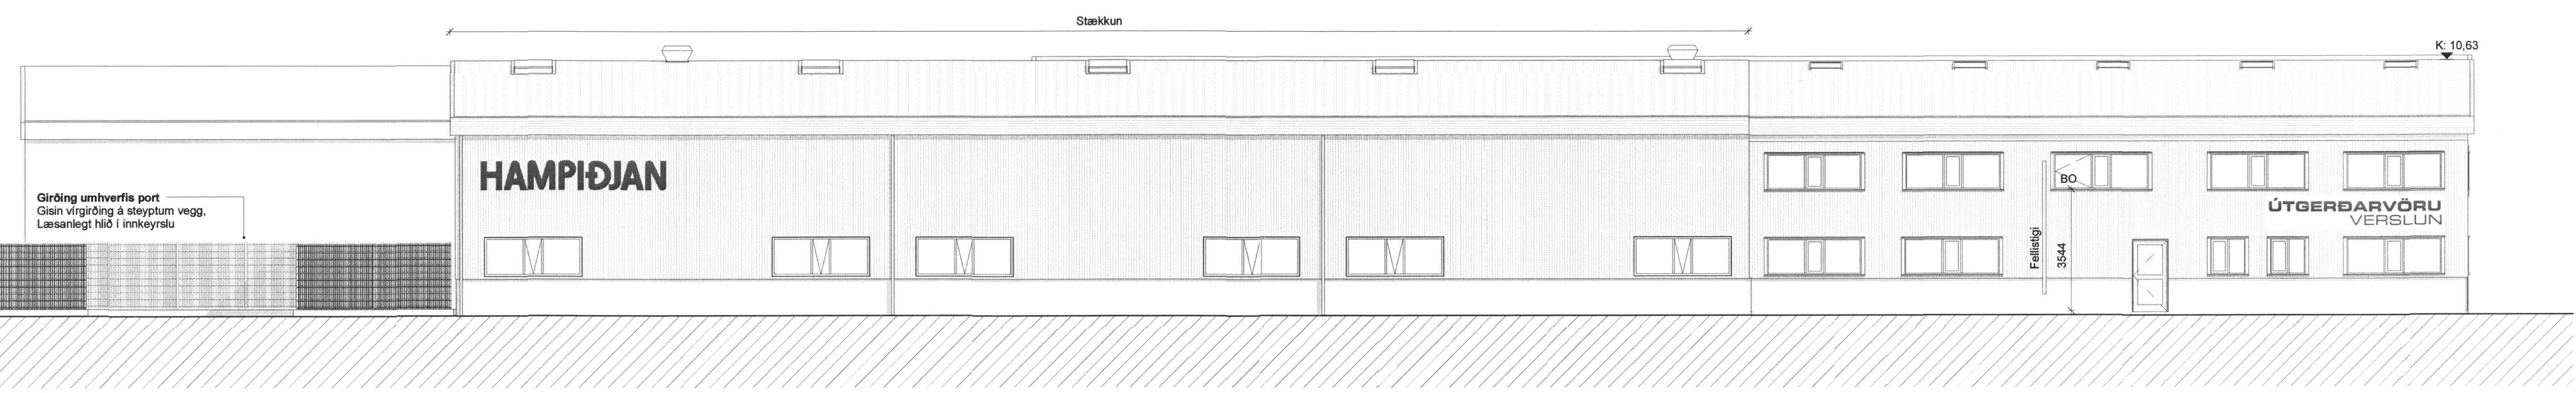 Stækkun
K: 10,63
HAMPIÐJAN
Girðing umhverfis port
Gisin vírgirðing á steyptum vegg,
Læsanlegt hlið í innkeyrslu
BO
ÚTGERÐARVÖRU
VERSLUN
Fellistigi
3544